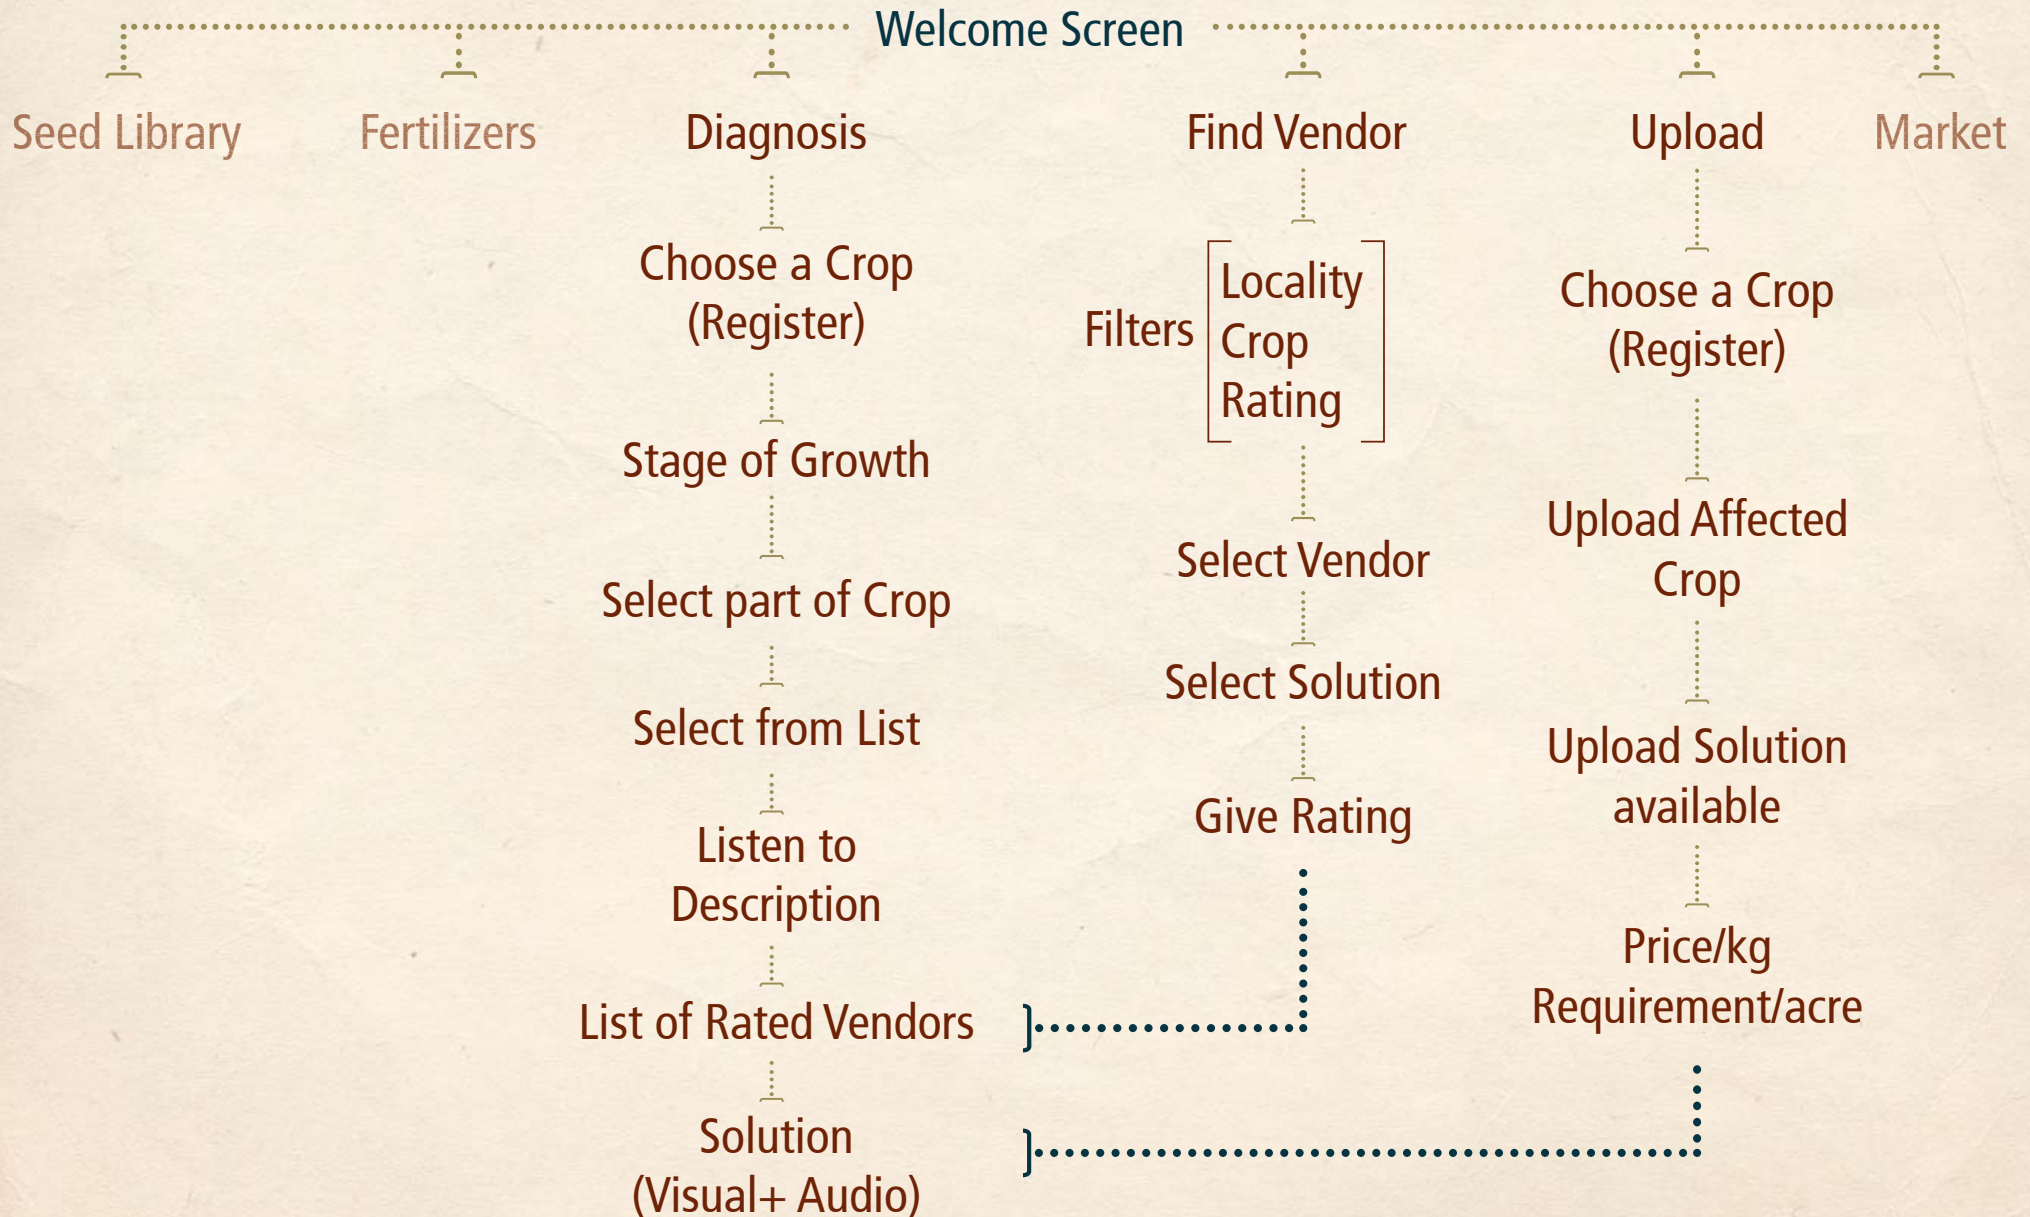 Welcome Screen
Seed Library
Fertilizers
Diagnosis
Find Vendor
Upload
Market
Choose a Crop
(Register)
Stage of Growth
Select part of Crop
Select from List
Listen to
Description
List of Rated Vendors
Solution
(Visual+ Audio)
Filters
Locality
Crop
Rating
Select Vendor
Select Solution
Give Rating
Choose a Crop
(Register)
Upload Affected
Crop
Upload Solution
available
Price/kg
Requirement/acre